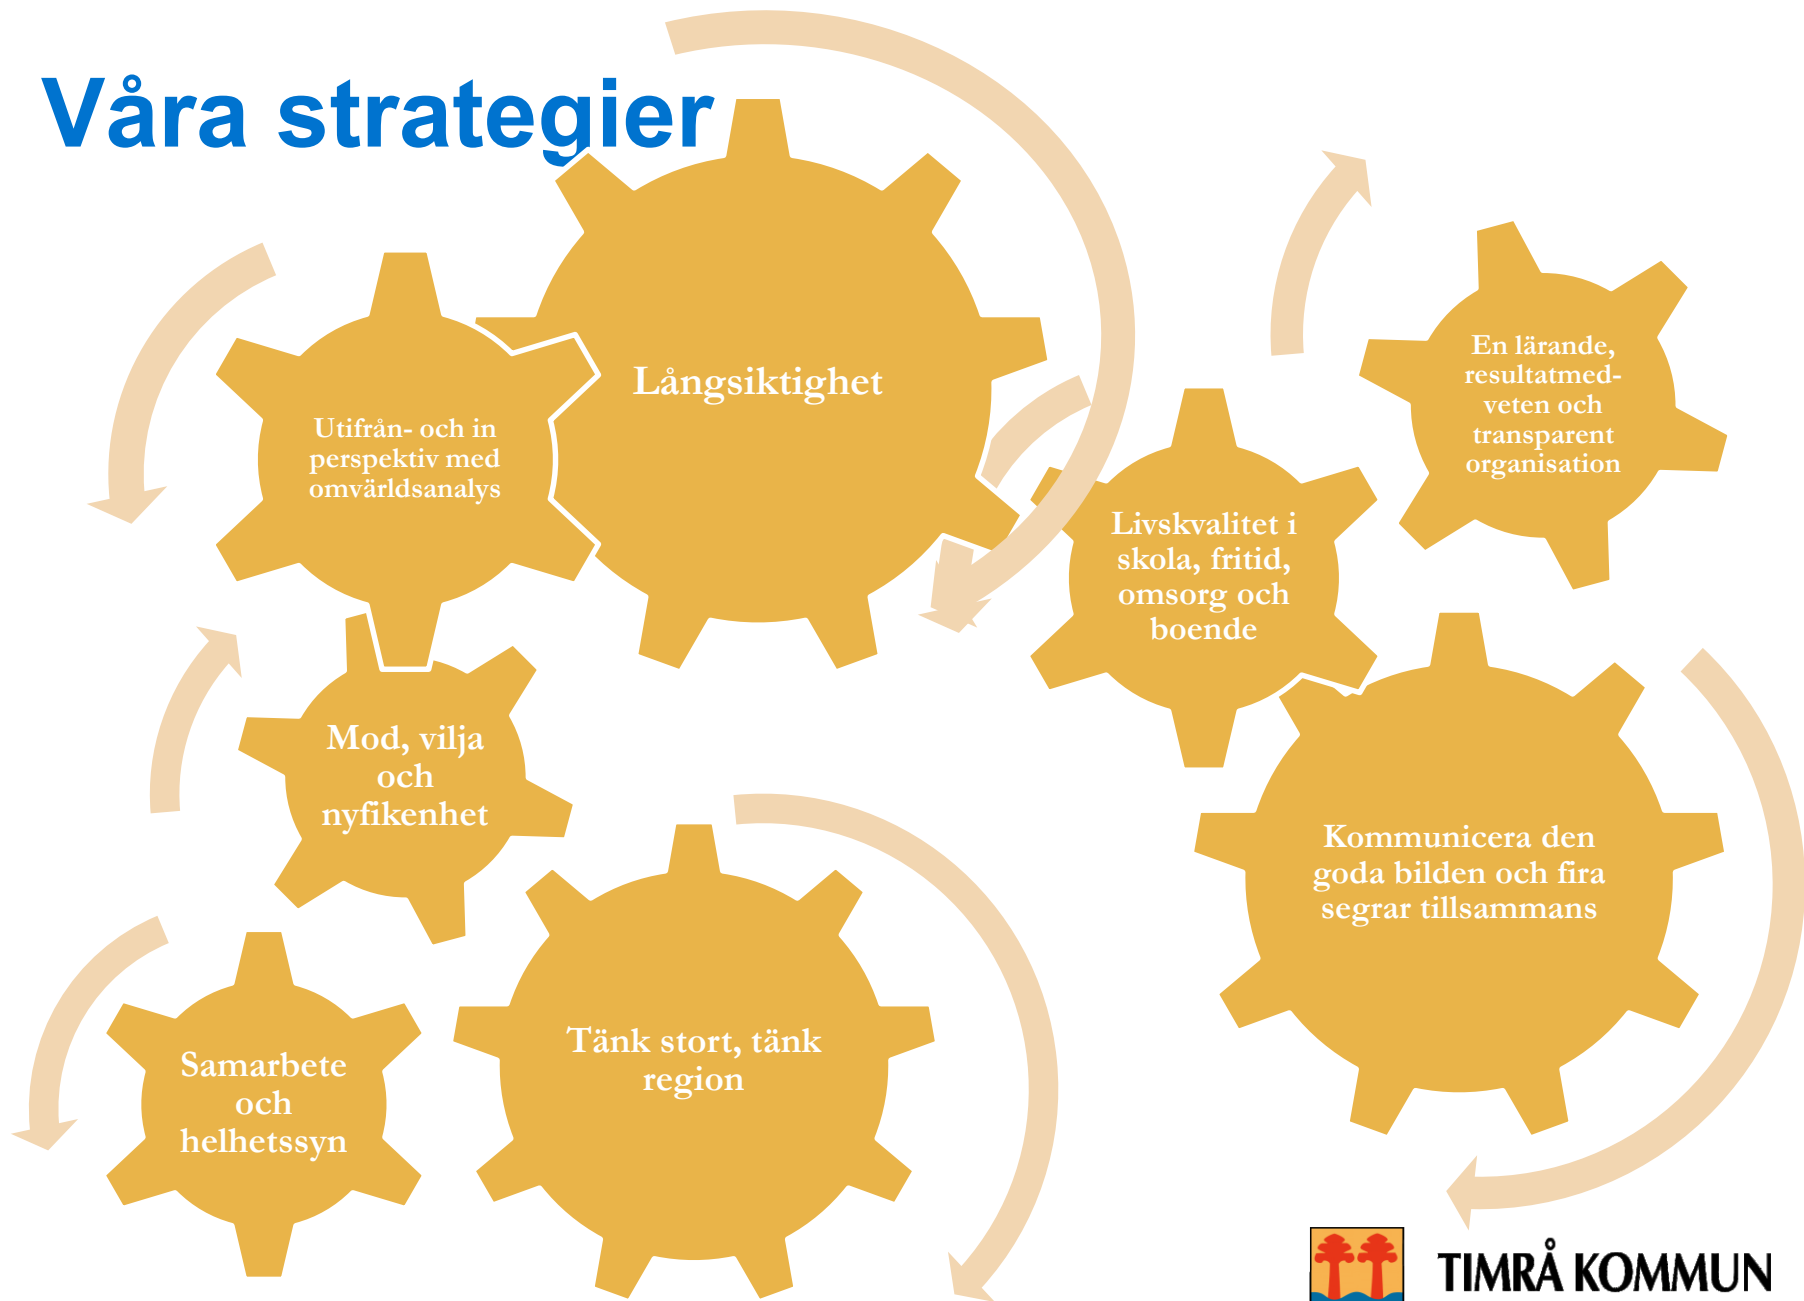 Våra strategier
Långsiktighet
Utifrån- och in
perspektiv med
omvärldsanalys
Mod, vilja
och
nyfikenhet
Samarbete
och
helhetssyn
Tänk stort, tänk
region
En lärande,
resultatmed-
veten och
transparent
organisation
Livskvalitet i
skola, fritid,
omsorg och
boende
Kommunicera den
goda bilden och fira
segrar tillsammans
TIMRÅ KOMMUN